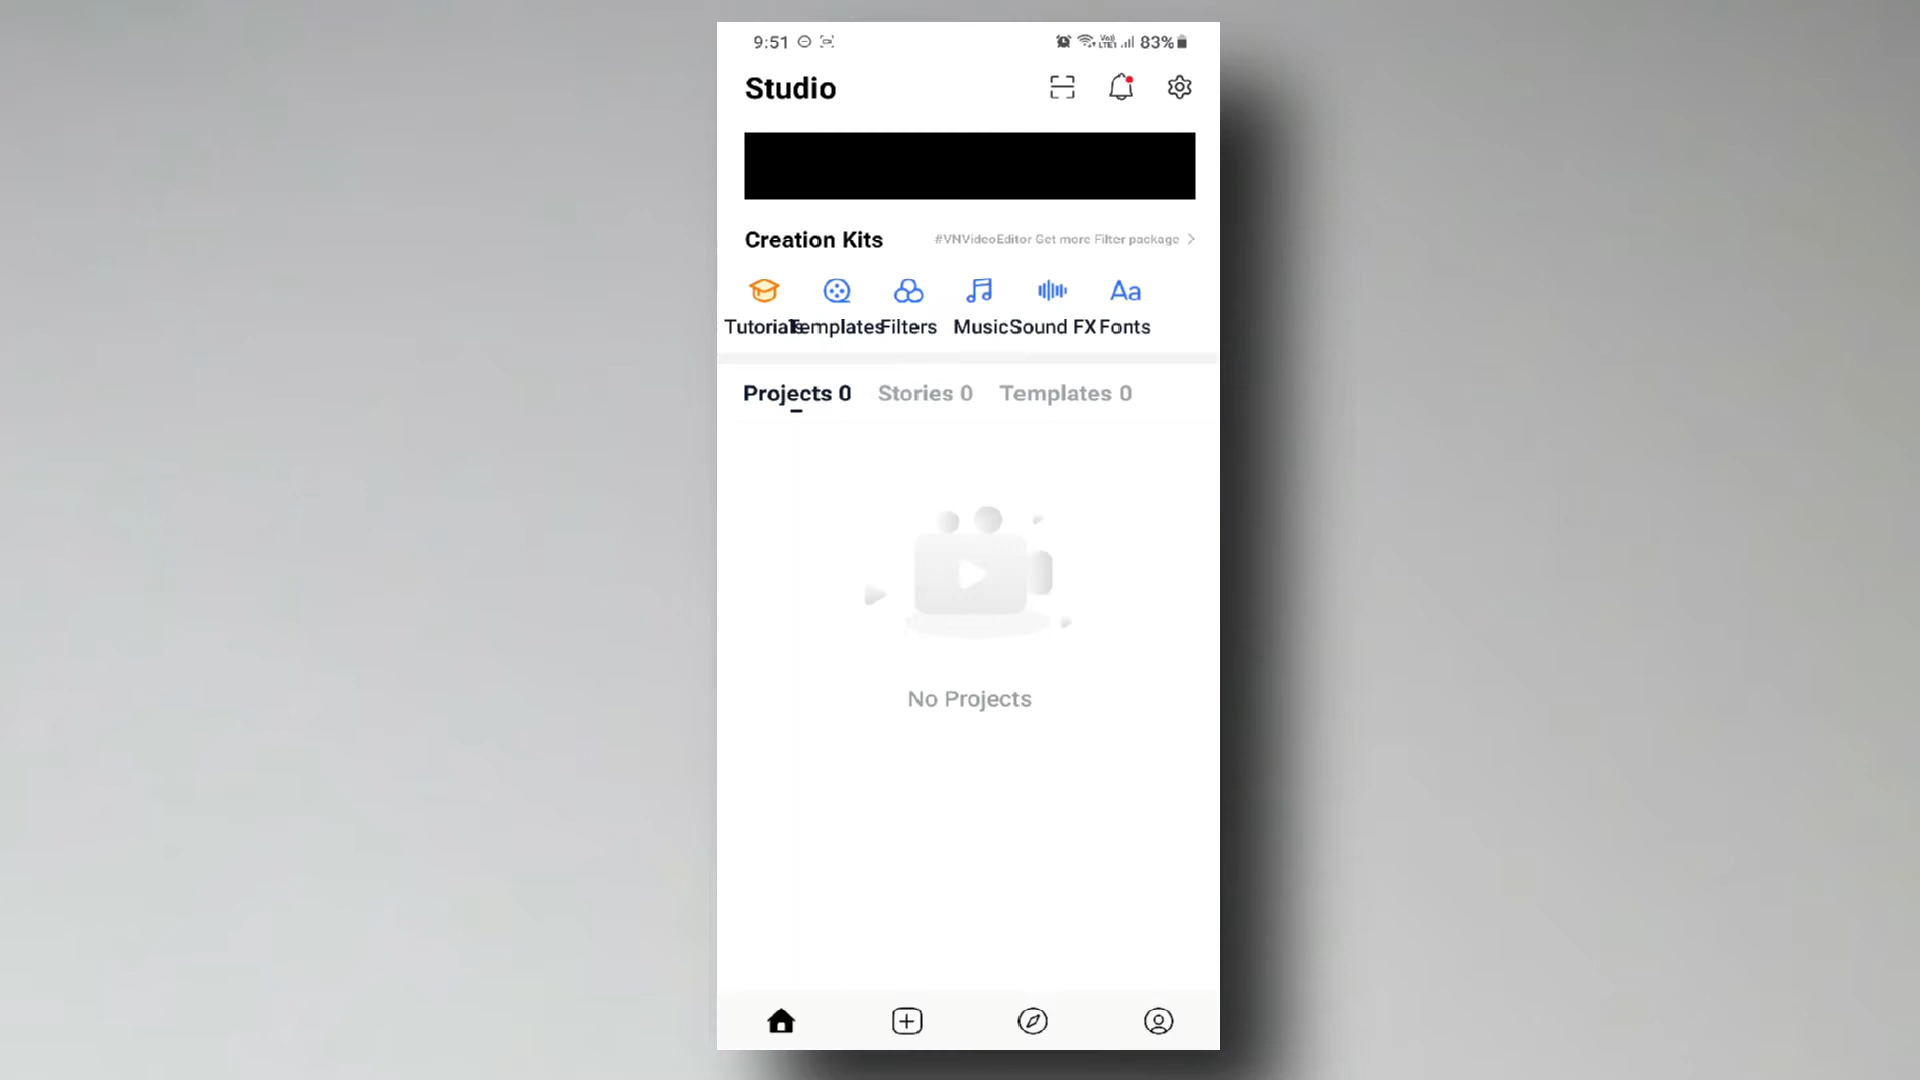 9:51 83%
Studio
Creation Kits #VNVideoEditor Get more Filter package
Aa
Tutorials Templates Filters Music Sound FX Fonts
Projects 0 Stories 0 Templates 0
No Projects